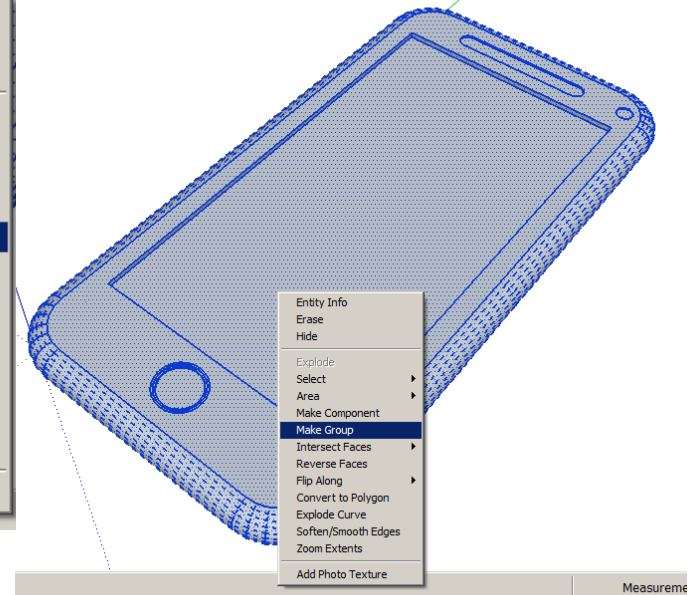 Entity Info
Erase
Hide
Explode
Select
Area
Make Component
Make Group
Intersect Faces
Reverse Faces
Flip Along
Convert to Polygon
Explode Curve
Soften/Smooth Edges
Zoom Extents
Add Photo Texture
Measureme